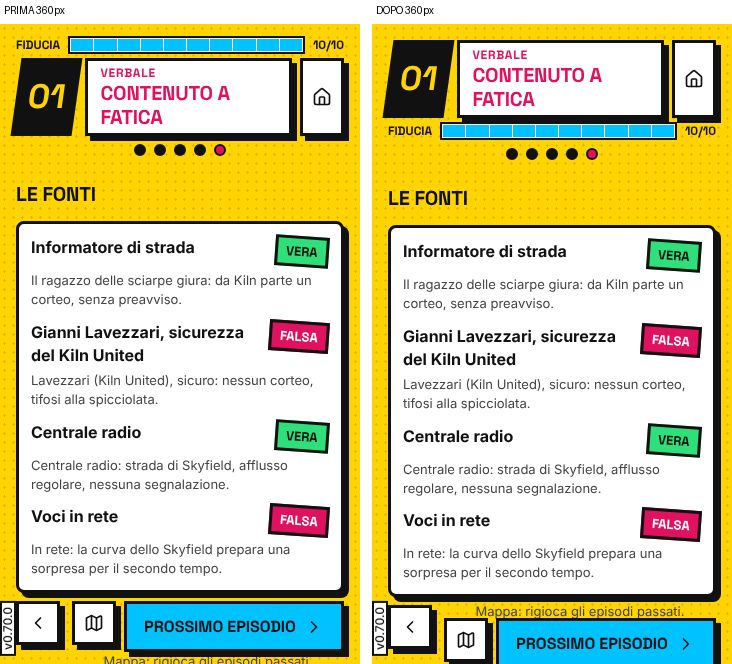 PRIMA 360px
FIDUCIA
10/10
01
VERBALE
CONTENUTO A
FATICA
LE FONTI
Informatore di strada
VERA
Il ragazzo delle sciarpe giura: da Kiln parte un
corteo, senza preavviso.
Gianni Lavezzari, sicurezza
del Kiln United
FALSA
Lavezzari (Kiln United), sicuro: nessun corteo,
tifosi alla spicciolata.
Centrale radio
VERA
Centrale radio: strada di Skyfield, afflusso
regolare, nessuna segnalazione.
Voci in rete
FALSA
In rete: la curva dello Skyfield prepara una
sorpresa per il secondo tempo.
v0.70.0
PROSSIMO EPISODIO
Mappa: rigioca gli episodi passati.
DOPO 360px
01
VERBALE
CONTENUTO A
FATICA
FIDUCIA
10/10
LE FONTI
Informatore di strada
VERA
Il ragazzo delle sciarpe giura: da Kiln parte un
corteo, senza preavviso.
Gianni Lavezzari, sicurezza
del Kiln United
FALSA
Lavezzari (Kiln United), sicuro: nessun corteo,
tifosi alla spicciolata.
Centrale radio
VERA
Centrale radio: strada di Skyfield, afflusso
regolare, nessuna segnalazione.
Voci in rete
FALSA
In rete: la curva dello Skyfield prepara una
sorpresa per il secondo tempo.
Mappa: rigioca gli episodi passati.
v0.70.0
PROSSIMO EPISODIO